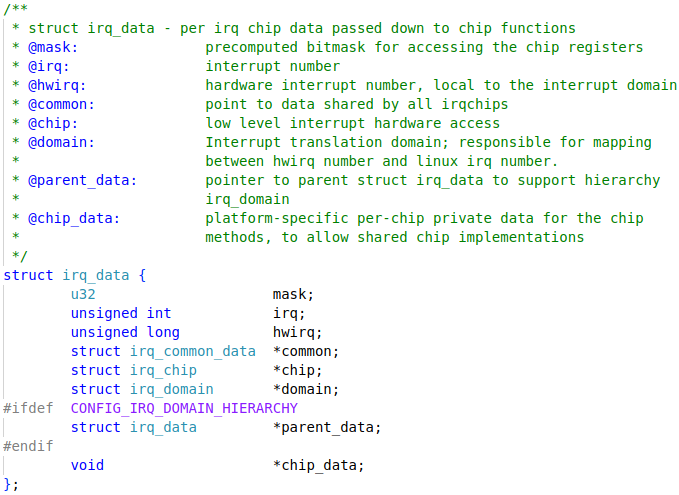 /**
 * struct irq_data - per irq chip data passed down to chip functions
 * @mask:               precomputed bitmask for accessing the chip registers
 * @irq:                interrupt number
 * @hwirq:              hardware interrupt number, local to the interrupt domain
 * @common:             point to data shared by all irqchips
 * @chip:               low level interrupt hardware access
 * @domain:             Interrupt translation domain; responsible for mapping
 *                      between hwirq number and linux irq number.
 * @parent_data:        pointer to parent struct irq_data to support hierarchy
 *                      irq_domain
 * @chip_data:          platform-specific per-chip private data for the chip
 *                      methods, to allow shared chip implementations
 */
struct irq_data {
        u32                     mask;
        unsigned int            irq;
        unsigned long           hwirq;
        struct irq_common_data  *common;
        struct irq_chip         *chip;
        struct irq_domain       *domain;
#ifdef  CONFIG_IRQ_DOMAIN_HIERARCHY
        struct irq_data         *parent_data;
#endif
        void                    *chip_data;
};